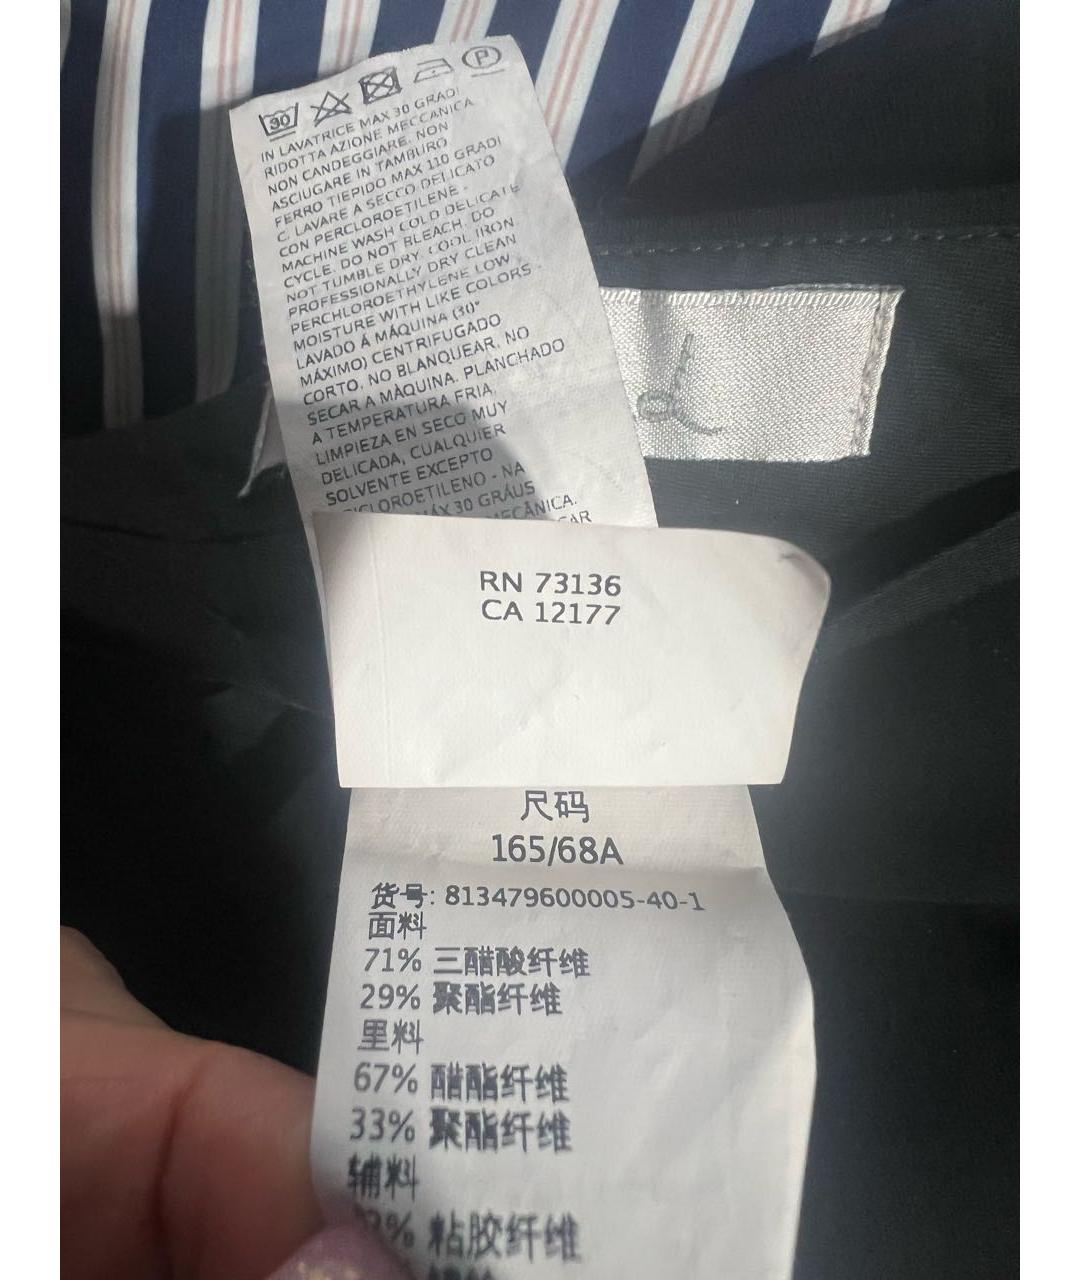 30
P
IN LAVATRICE MAX 30 GRADI
RIDOTTA AZIONE MECCANICA
NON CANDEGGIARE. NON
ASCIUGARE IN TAMBURO
FERRO TIEPIDO MAX 110 GRADI
C. LAVARE A SECCO DELICATO
CON PERCLOROETILENE -
MACHINE WASH COLD DELICATE
CYCLE. DO NOT BLEACH. DO
NOT TUMBLE DRY. COOL IRON.
PROFESSIONALLY DRY CLEAN
PERCHLOROETHYLENE LOW
MOISTURE WITH LIKE COLORS -
LAVADO Á MÁQUINA (30°
MÁXIMO) CENTRIFUGADO
CORTO. NO BLANQUEAR. NO
SECAR A MÀQUINA. PLANCHADO
A TEMPERATURA FRIA.
LIMPIEZA EN SECO MUY
DELICADA, CUALQUIER
SOLVENTE EXCEPTO
- NA
30 GRÁUS
RN 73136
CA 12177
尺码
165/68A
货号: 813479600005-40-1
面料
71% 三醋酸纤维
29% 聚酯纤维
里料
67% 醋酯纤维
33% 聚酯纤维
辅料
粘胶纤维